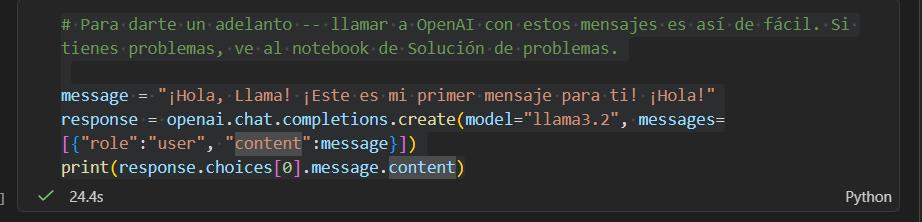 # Para darte un adelanto -- llamar a OpenAI con estos mensajes es así de fácil. Si
tienes problemas, ve al notebook de Solución de problemas.
message = "¡Hola, Llama! ¡Este es mi primer mensaje para ti! ¡Hola!"
response = openai.chat.completions.create(model="llama3.2", messages=
[{"role":"user", "content":message}])
print(response.choices[0].message.content)
]
24.4s
Python